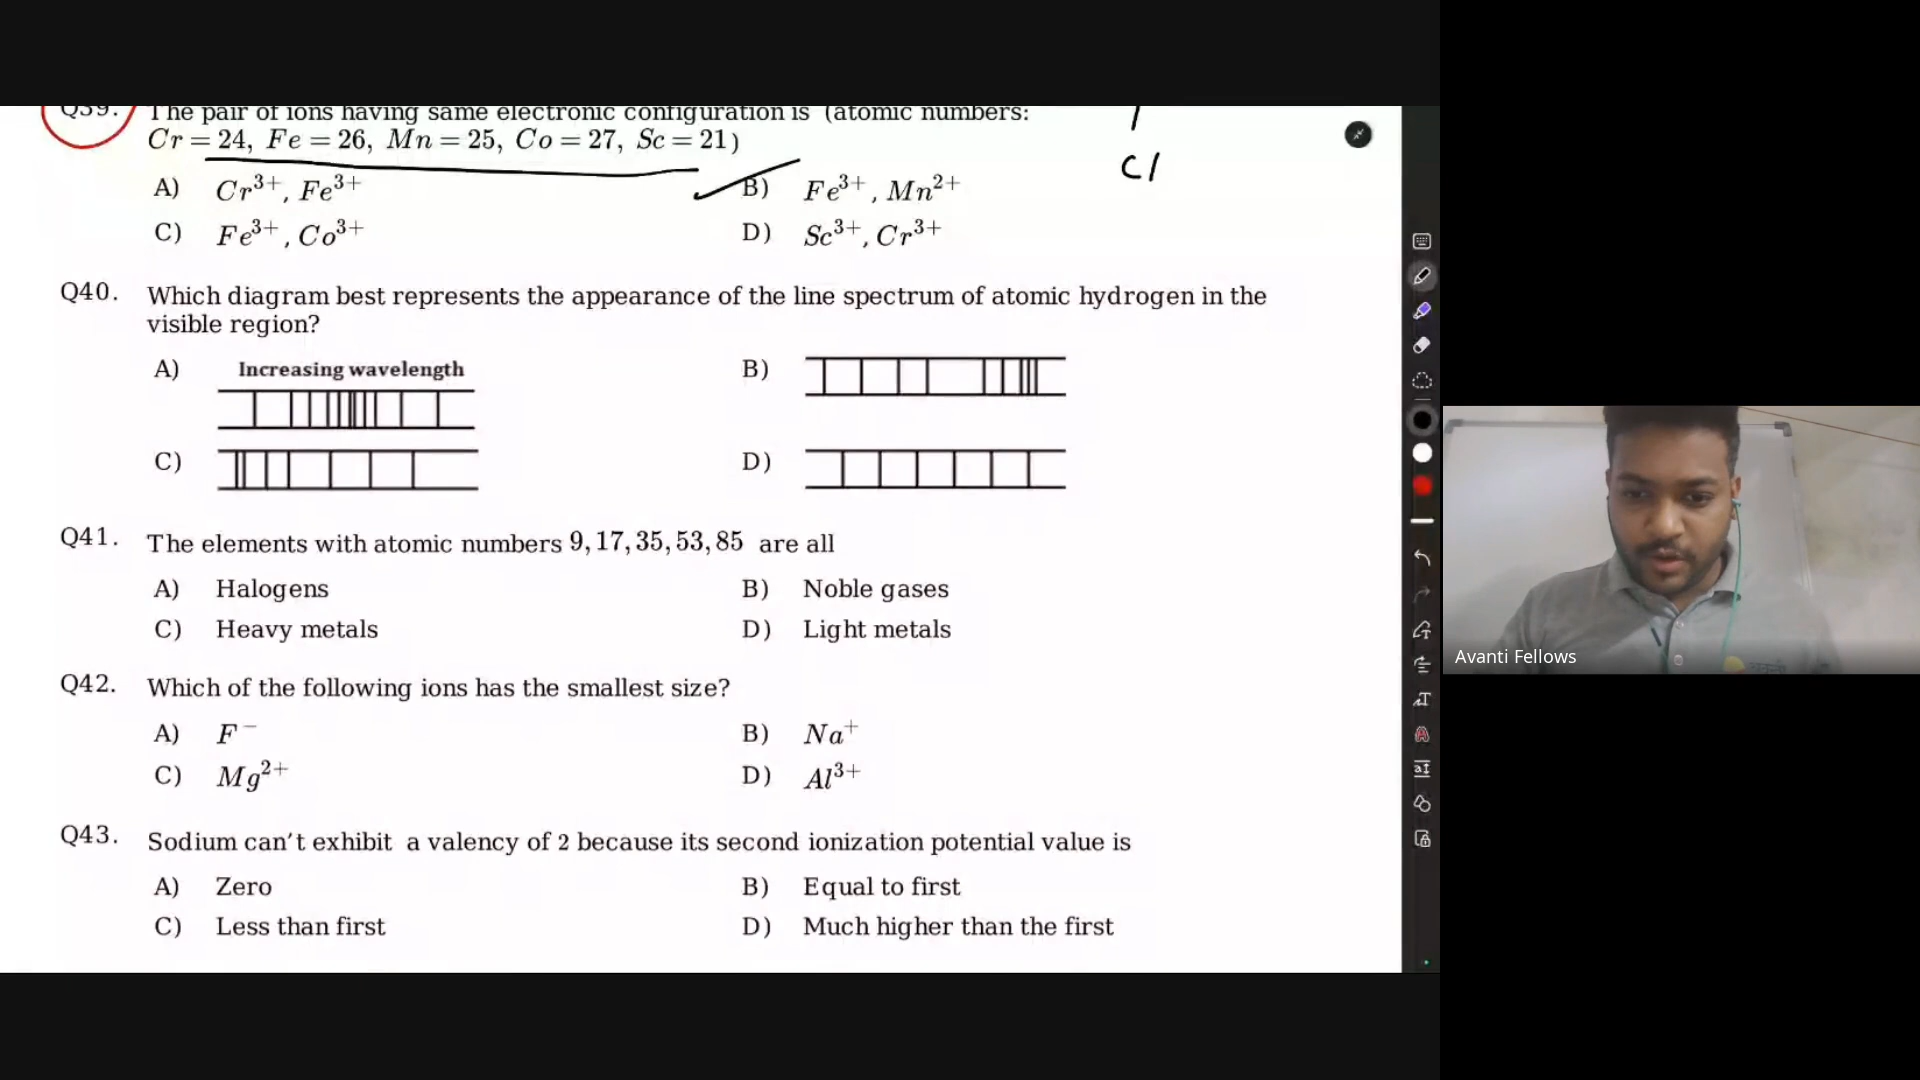 Q39. The pair of ions having same electronic configuration is (atomic numbers:
Cr = 24, Fe = 26, Mn = 25, Co = 27, Sc = 21)
A) Cr³⁺, Fe³⁺ B) Fe³⁺, Mn²⁺
C) Fe³⁺, Co³⁺ D) Sc³⁺, Cr³⁺
Cl
Q40. Which diagram best represents the appearance of the line spectrum of atomic hydrogen in the
visible region?
A) Increasing wavelength B)
C) D)
Q41. The elements with atomic numbers 9, 17, 35, 53, 85 are all
A) Halogens B) Noble gases
C) Heavy metals D) Light metals
Q42. Which of the following ions has the smallest size?
A) F⁻ B) Na⁺
C) Mg²⁺ D) Al³⁺
Q43. Sodium can't exhibit a valency of 2 because its second ionization potential value is
A) Zero B) Equal to first
C) Less than first D) Much higher than the first
Avanti Fellows